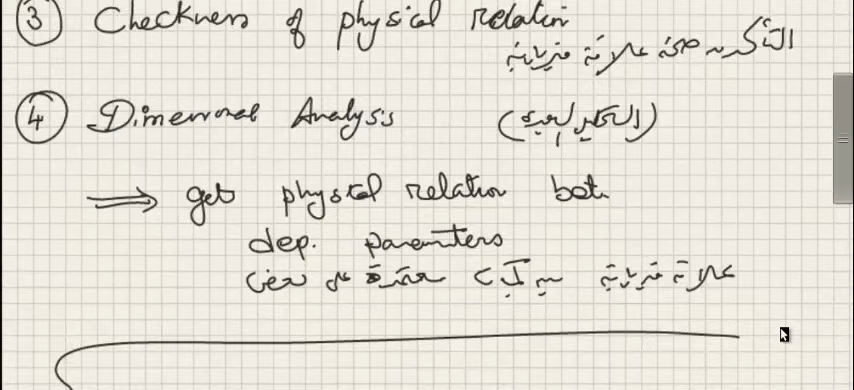 ③ Checkness of physical relation
التأكد من صحة علاقة فيزيائية
④ Dimensional Analysis (التحليل البعدي)
⇒ get physical relation bet.
dep. parameters
علاقة فيزيائية بين كميات معتمدة على بعض